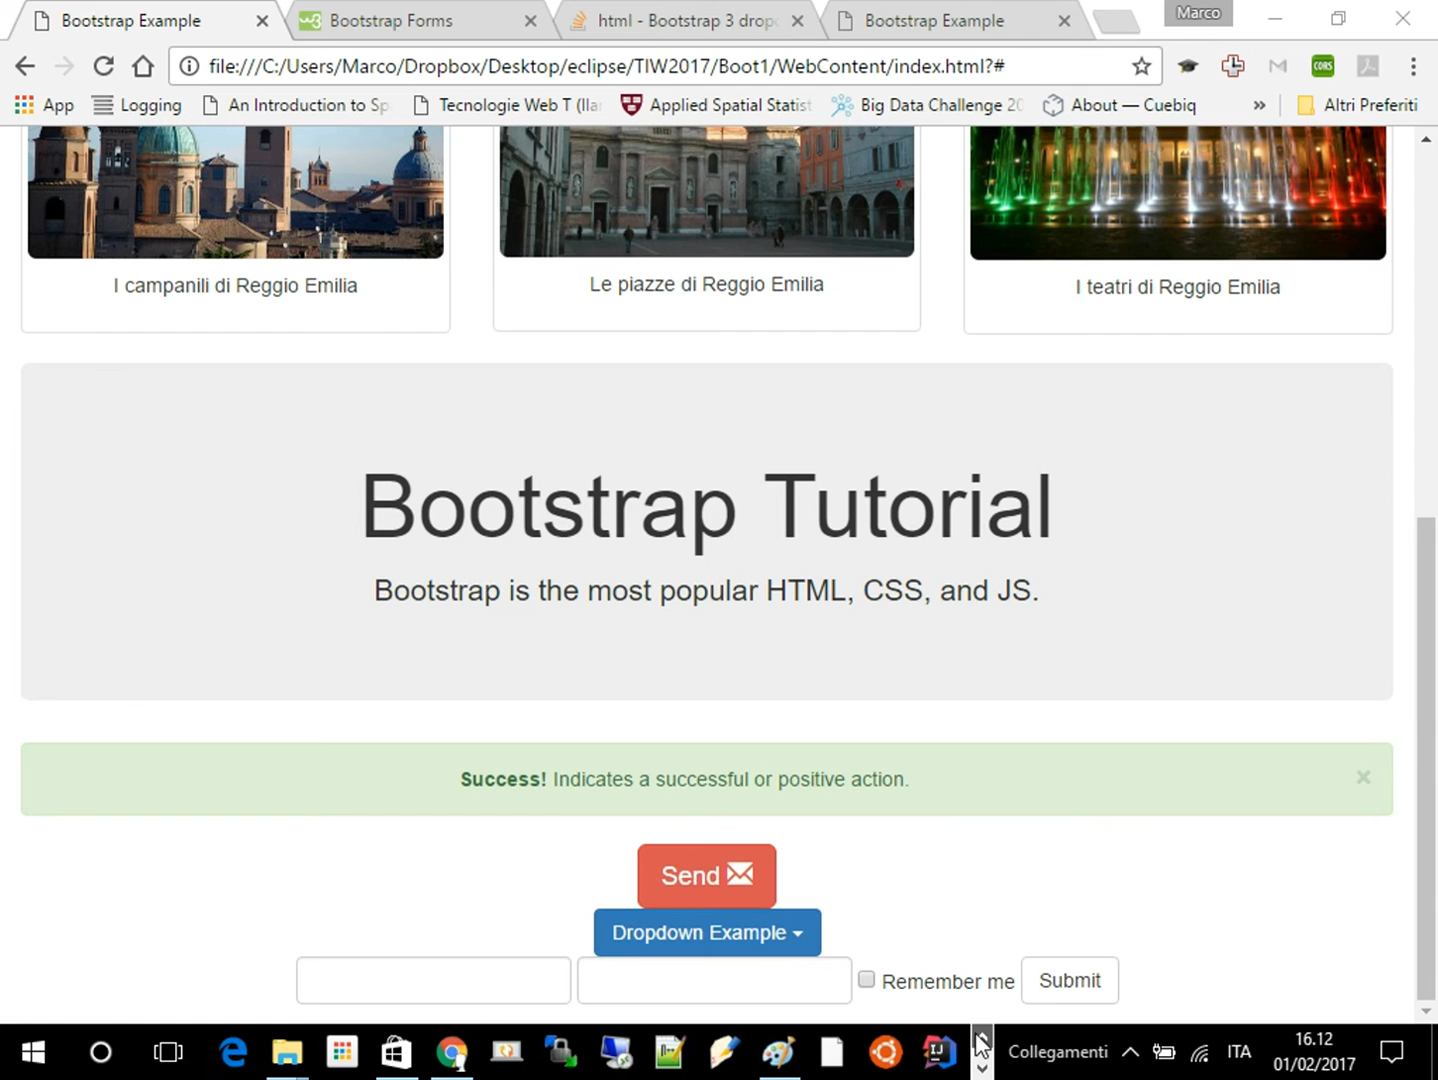 Bootstrap Example
Bootstrap Forms
html - Bootstrap 3 drop
Bootstrap Example
Marco
file:///C:/Users/Marco/Dropbox/Desktop/eclipse/TIW2017/Boot1/WebContent/index.html?#
CORS
App
Logging
An Introduction to Sp
Tecnologie Web T (Ilar
Applied Spatial Statist
Big Data Challenge 20
About — Cuebiq
»
Altri Preferiti
I campanili di Reggio Emilia
Le piazze di Reggio Emilia
I teatri di Reggio Emilia
Bootstrap Tutorial
Bootstrap is the most popular HTML, CSS, and JS.
Success! Indicates a successful or positive action.
×
Send
Dropdown Example
Remember me
Submit
Collegamenti
ITA
16.12
01/02/2017